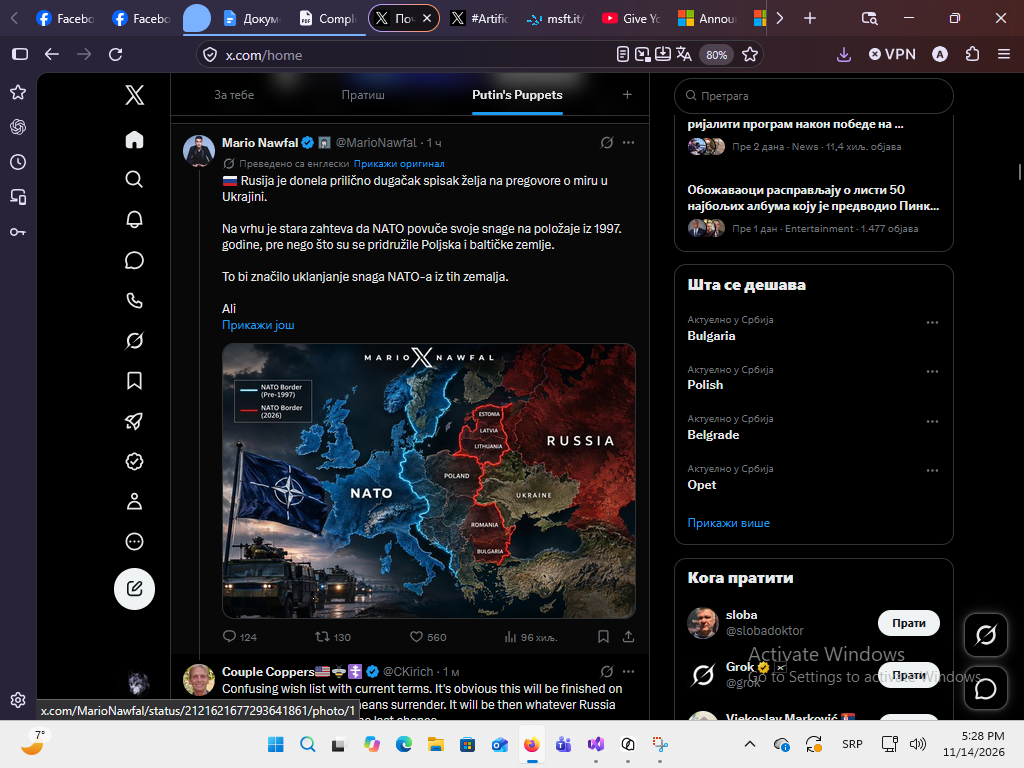 Facebo
Facebo
Докум
Compl
Поч
#Artific
msft.it/
Give Yo
Annou
x.com/home
80%
VPN
За тебе
Пратиш
Putin's Puppets
Претрага
Mario Nawfal @MarioNawfal · 1 ч
Преведено са енглески Прикажи оригинал
Rusija je donela prilično dugačak spisak želja na pregovore o miru u
Ukrajini.
Na vrhu je stara zahteva da NATO povuče svoje snage na položaje iz 1997.
godine, pre nego što su se pridružile Poljska i baltičke zemlje.
To bi značilo uklanjanje snaga NATO-a iz tih zemalja.
Ali
Прикажи још
MARIO X NAWFAL
NATO Border
(Pre-1997)
NATO Border
(2026)
ESTONIA
LATVIA
LITHUANIA
RUSSIA
POLAND
NATO
UKRAINE
ROMANIA
BULGARIA
124
130
560
96 хиљ.
Couple Coppers @CKirich · 1 м
Confusing wish list with current terms. It's obvious this will be finished on
means surrender. It will be then whatever Russia
x.com/MarioNawfal/status/2121621677293641861/photo/1
ријалити програм након победе на ...
Пре 2 дана · News · 11,4 хиљ. објава
Обожаваоци расправљају о листи 50
најбољих албума коју је предводио Пинк...
Пре 1 дан · Entertainment · 1.477 објава
Шта се дешава
Актуелно у Србија
Bulgaria
Актуелно у Србија
Polish
Актуелно у Србија
Belgrade
Актуелно у Србија
Opet
Прикажи више
Кога пратити
sloba
@slobadoktor
Прати
Grok
@grok
Прати
Vjekoslav Marković
Activate Windows
Go to Settings to activate Windows.
7°
SRP
5:28 PM
11/14/2026